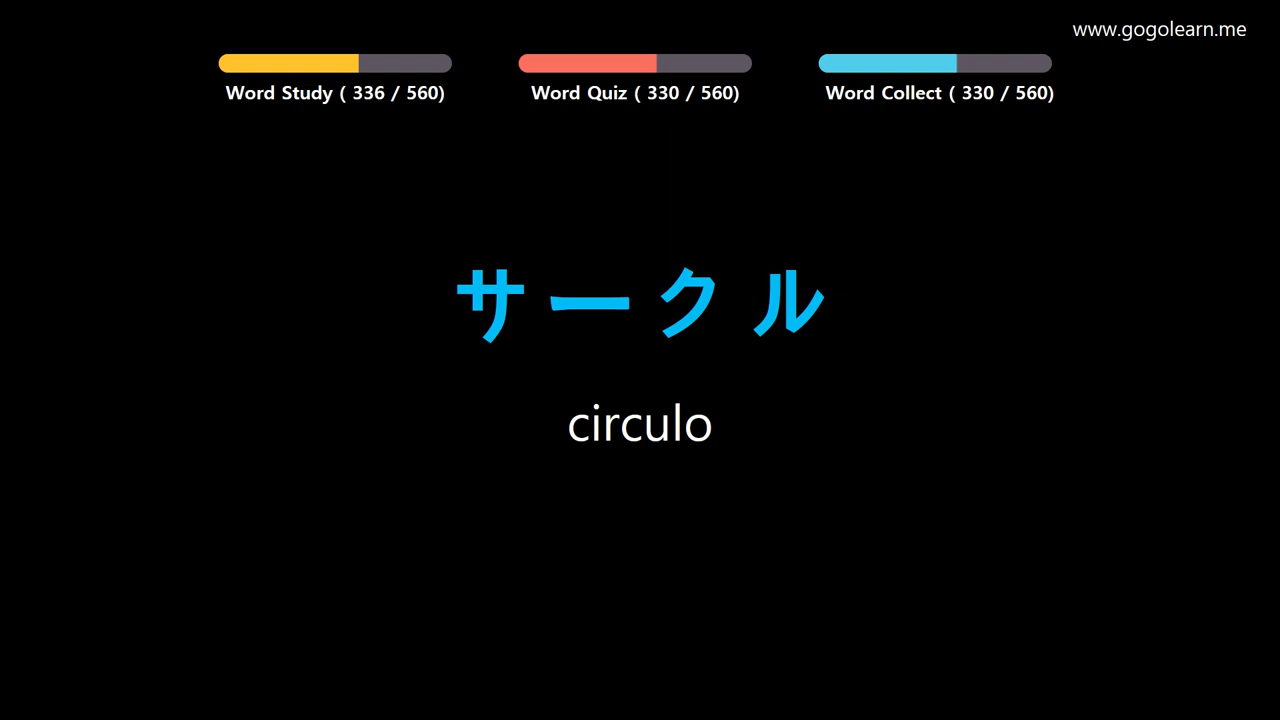 www.gogolearn.me
Word Study ( 336 / 560)
Word Quiz ( 330 / 560)
Word Collect ( 330 / 560)
サークル
circulo